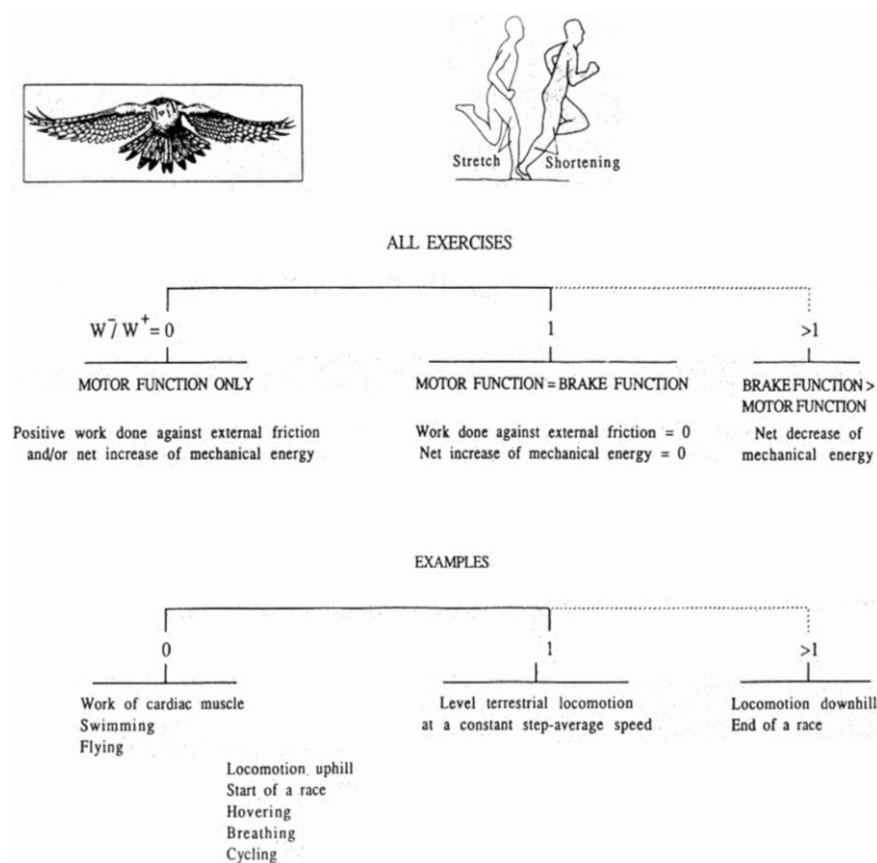 Stretch
Shortening
ALL EXERCISES
W⁻/W⁺= 0
1
>1
MOTOR FUNCTION ONLY
MOTOR FUNCTION = BRAKE FUNCTION
BRAKE FUNCTION >
MOTOR FUNCTION
Positive work done against external friction
and/or net increase of mechanical energy
Work done against external friction = 0
Net increase of mechanical energy = 0
Net decrease of
mechanical energy
EXAMPLES
0
1
>1
Work of cardiac muscle
Swimming
Flying
Locomotion uphill
Start of a race
Hovering
Breathing
Cycling
Level terrestrial locomotion
at a constant step-average speed
Locomotion downhill
End of a race